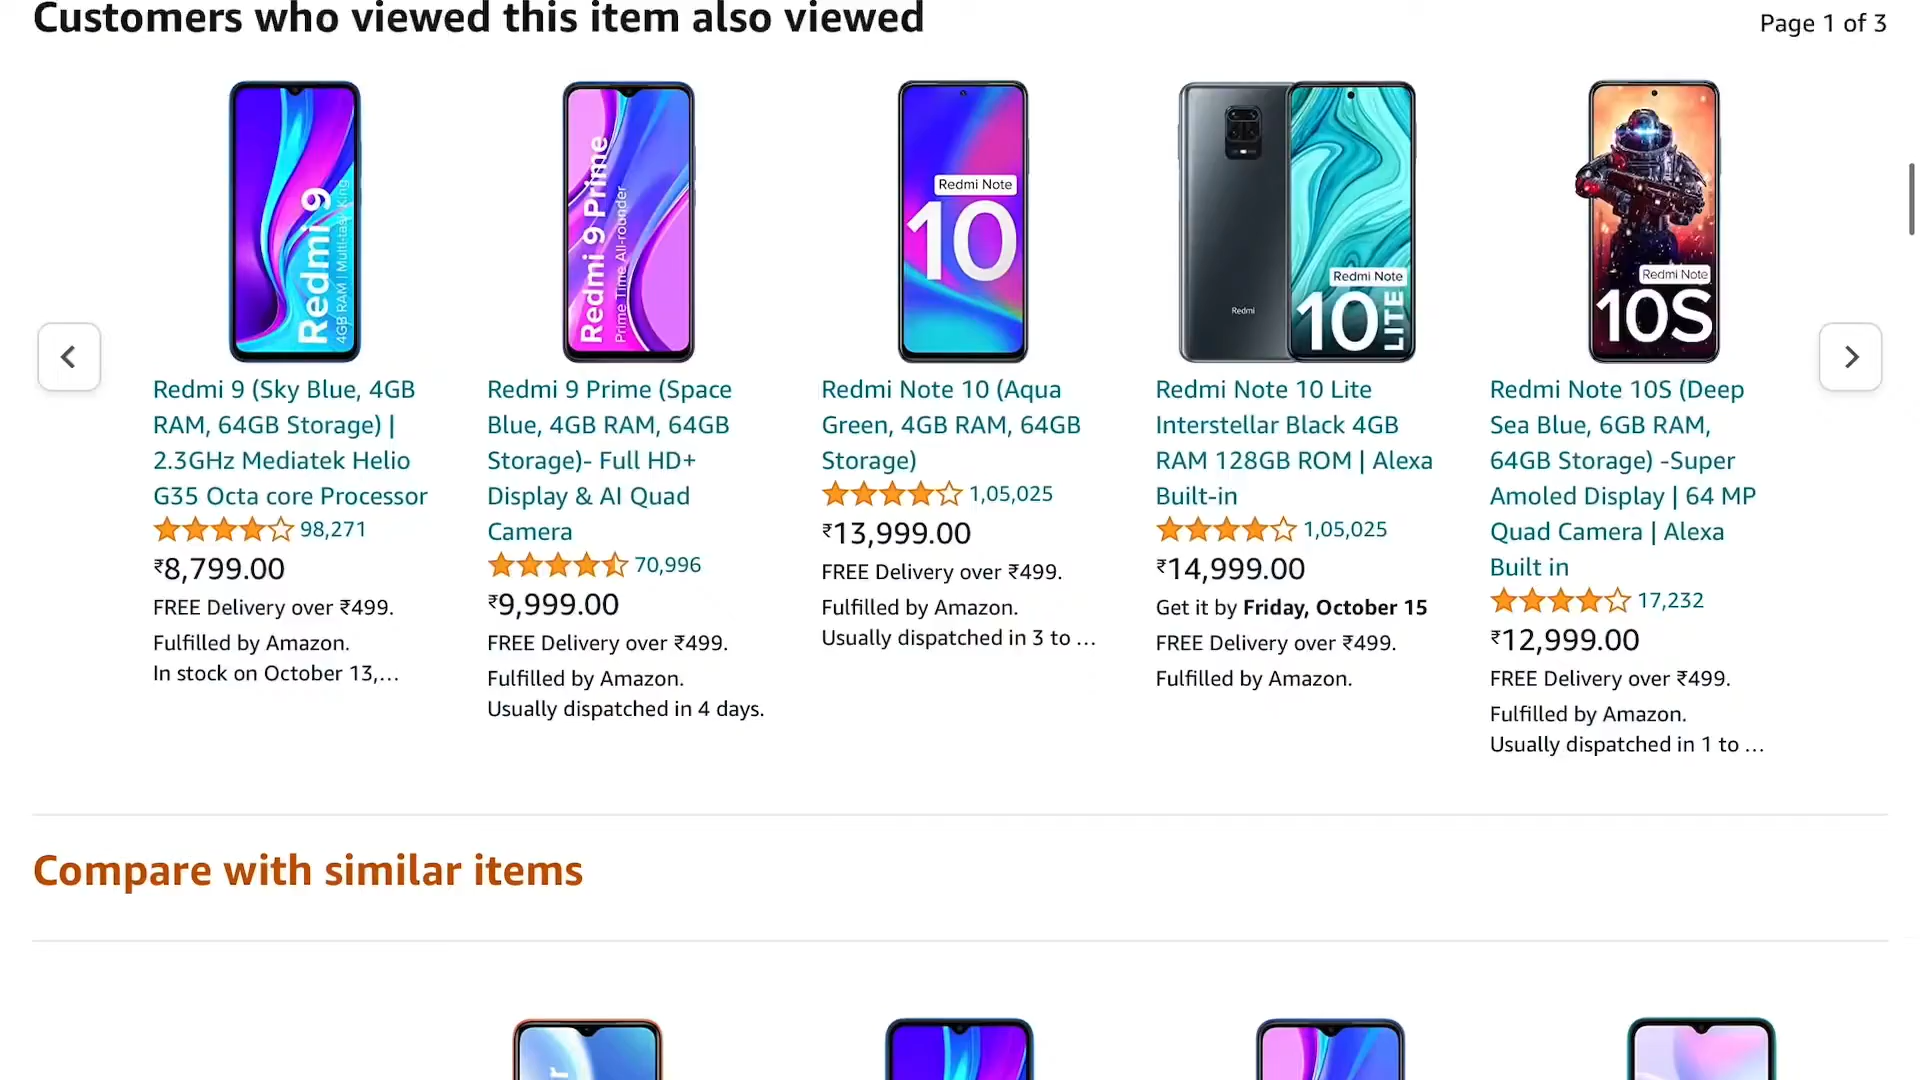 Customers who viewed this item also viewed
Page 1 of 3
Redmi 9
4GB RAM | Multi-task King
Redmi 9 Prime
Prime Time All-rounder
Redmi Note
10
Redmi
Redmi Note
10 LITE
Redmi Note
10S
Redmi 9 (Sky Blue, 4GB
RAM, 64GB Storage) |
2.3GHz Mediatek Helio
G35 Octa core Processor
98,271
₹8,799.00
FREE Delivery over ₹499.
Fulfilled by Amazon.
In stock on October 13,...
Redmi 9 Prime (Space
Blue, 4GB RAM, 64GB
Storage)- Full HD+
Display & AI Quad
Camera
70,996
₹9,999.00
FREE Delivery over ₹499.
Fulfilled by Amazon.
Usually dispatched in 4 days.
Redmi Note 10 (Aqua
Green, 4GB RAM, 64GB
Storage)
1,05,025
₹13,999.00
FREE Delivery over ₹499.
Fulfilled by Amazon.
Usually dispatched in 3 to ...
Redmi Note 10 Lite
Interstellar Black 4GB
RAM 128GB ROM | Alexa
Built-in
1,05,025
₹14,999.00
Get it by Friday, October 15
FREE Delivery over ₹499.
Fulfilled by Amazon.
Redmi Note 10S (Deep
Sea Blue, 6GB RAM,
64GB Storage) -Super
Amoled Display | 64 MP
Quad Camera | Alexa
Built in
17,232
₹12,999.00
FREE Delivery over ₹499.
Fulfilled by Amazon.
Usually dispatched in 1 to ...
Compare with similar items